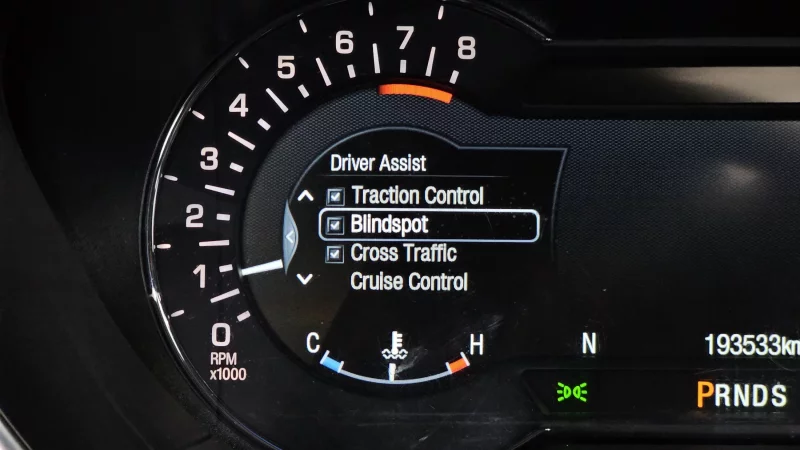 8
7
6
5
4
3
2
1
0
RPM
x1000
Driver Assist
Traction Control
Blindspot
Cross Traffic
Cruise Control
C
H
N
193533km
PRNDS